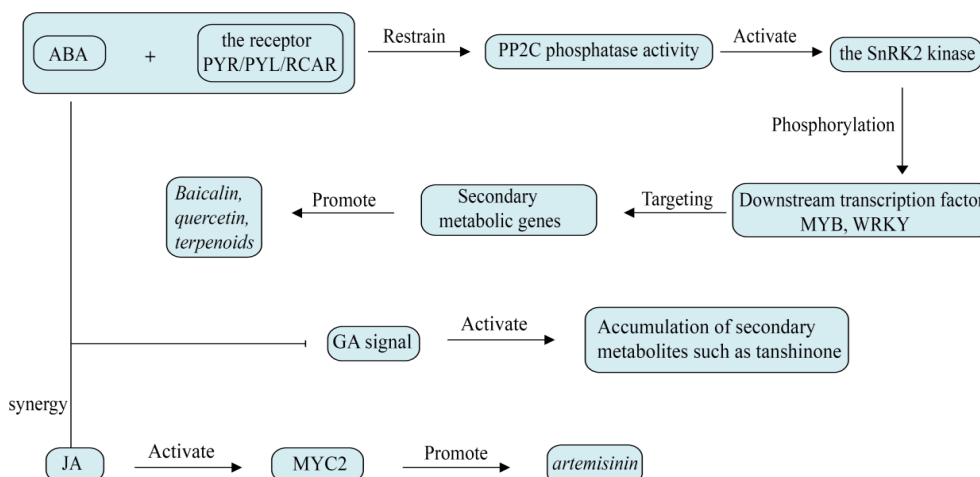 ABA
+
the receptor
PYR/PYL/RCAR
Restrain
PP2C phosphatase activity
Activate
the SnRK2 kinase
Phosphorylation
Downstream transcription factor
MYB, WRKY
Targeting
Secondary
metabolic genes
Promote
Baicalin,
quercetin,
terpenoids
GA signal
Activate
Accumulation of secondary
metabolites such as tanshinone
synergy
JA
Activate
MYC2
Promote
artemisinin